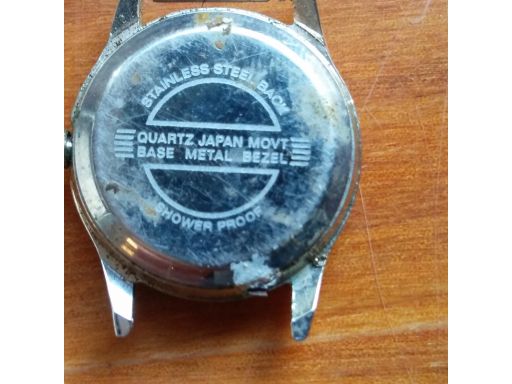 STAINLESS STEEL BACK
QUARTZ JAPAN MOVT
BASE METAL BEZEL
SHOWER PROOF